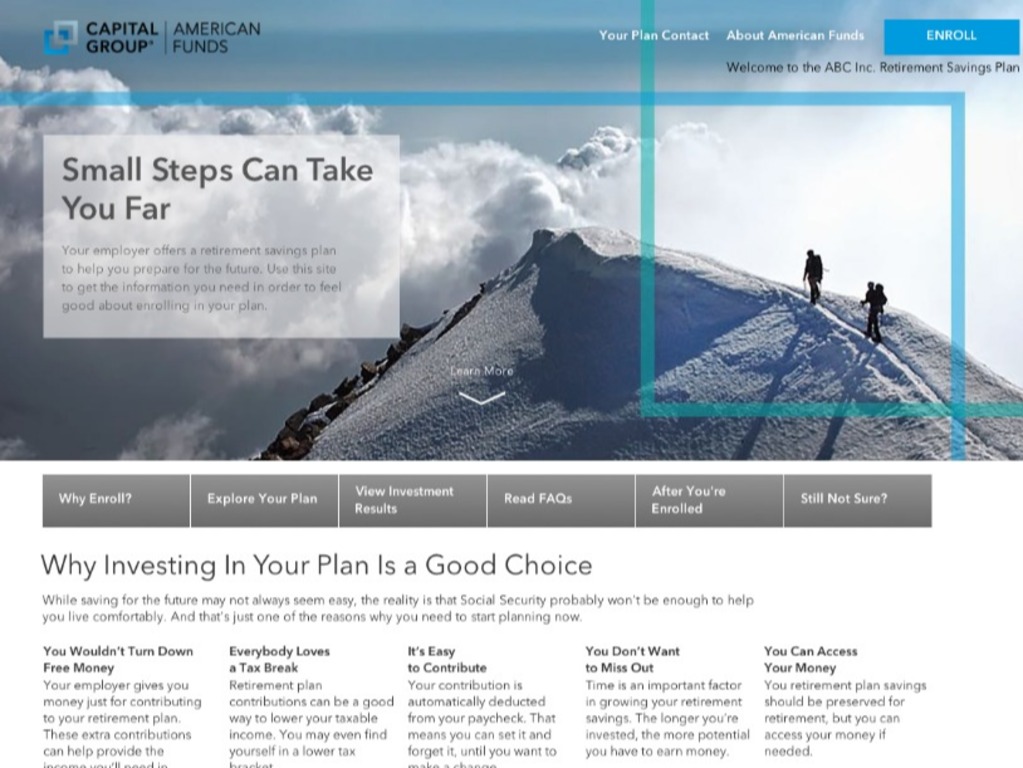 CAPITAL GROUP® | AMERICAN FUNDS
Your Plan Contact
About American Funds
ENROLL
Welcome to the ABC Inc. Retirement Savings Plan
Small Steps Can Take
You Far
Your employer offers a retirement savings plan
to help you prepare for the future. Use this site
to get the information you need in order to feel
good about enrolling in your plan.
Learn More
Why Enroll?
Explore Your Plan
View Investment
Results
Read FAQs
After You're
Enrolled
Still Not Sure?
Why Investing In Your Plan Is a Good Choice
While saving for the future may not always seem easy, the reality is that Social Security probably won't be enough to help
you live comfortably. And that's just one of the reasons why you need to start planning now.
You Wouldn't Turn Down
Free Money
Your employer gives you
money just for contributing
to your retirement plan.
These extra contributions
can help provide the
income you'll need in
Everybody Loves
a Tax Break
Retirement plan
contributions can be a good
way to lower your taxable
income. You may even find
yourself in a lower tax
bracket.
It's Easy
to Contribute
Your contribution is
automatically deducted
from your paycheck. That
means you can set it and
forget it, until you want to
make a change.
You Don't Want
to Miss Out
Time is an important factor
in growing your retirement
savings. The longer you're
invested, the more potential
you have to earn money.
You Can Access
Your Money
You retirement plan savings
should be preserved for
retirement, but you can
access your money if
needed.